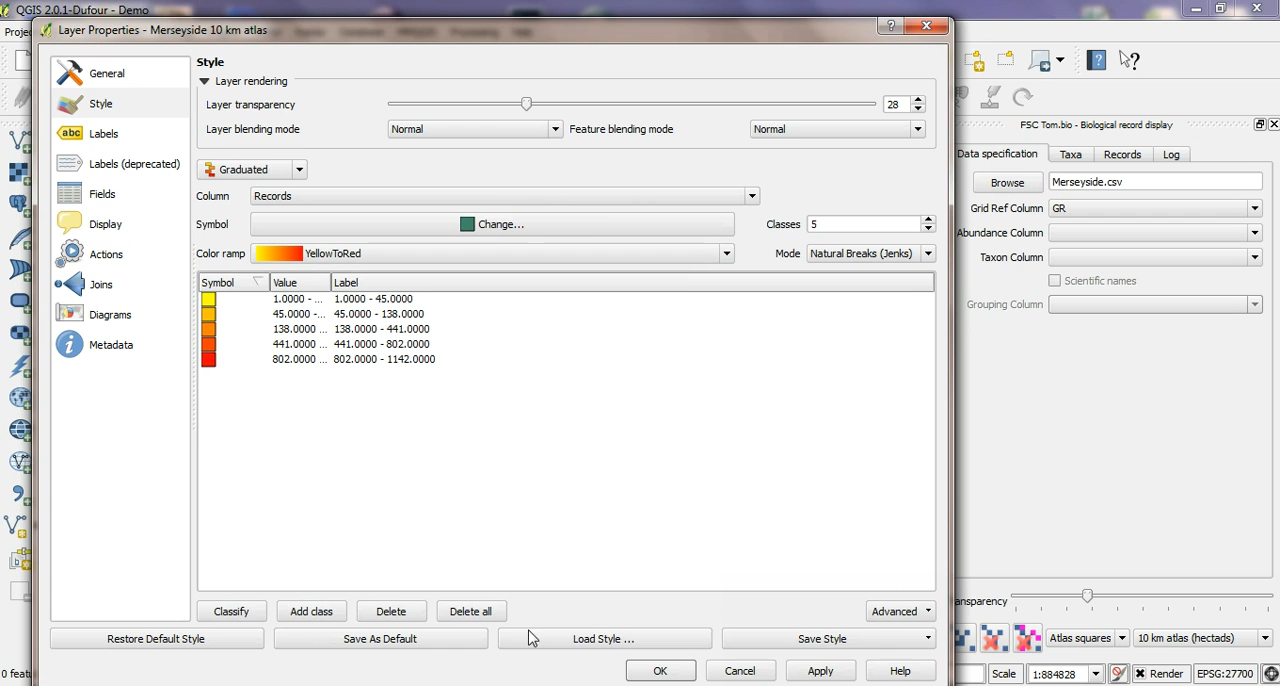 QGIS 2.0.1-Dufour - Demo
Layer Properties - Merseyside 10 km atlas
General
Style
Labels
Labels (deprecated)
Fields
Display
Actions
Joins
Diagrams
Metadata
Style
Layer rendering
Layer transparency 28
Layer blending mode Normal Feature blending mode Normal
Graduated
Column Records
Symbol Change... Classes 5
Color ramp YellowToRed Mode Natural Breaks (Jenks)
Symbol Value Label
1.0000 - ... 1.0000 - 45.0000
45.0000 -... 45.0000 - 138.0000
138.0000 ... 138.0000 - 441.0000
441.0000 ... 441.0000 - 802.0000
802.0000 ... 802.0000 - 1142.0000
Classify Add class Delete Delete all Advanced
Restore Default Style Save As Default Load Style ... Save Style
OK Cancel Apply Help
FSC Tom.bio - Biological record display
Data specification Taxa Records Log
Browse Merseyside.csv
Grid Ref Column GR
Abundance Column
Taxon Column
Scientific names
Grouping Column
ansparency
Atlas squares 10 km atlas (hectads)
0 featu
Scale 1:884828 Render EPSG:27700
Projec
abc